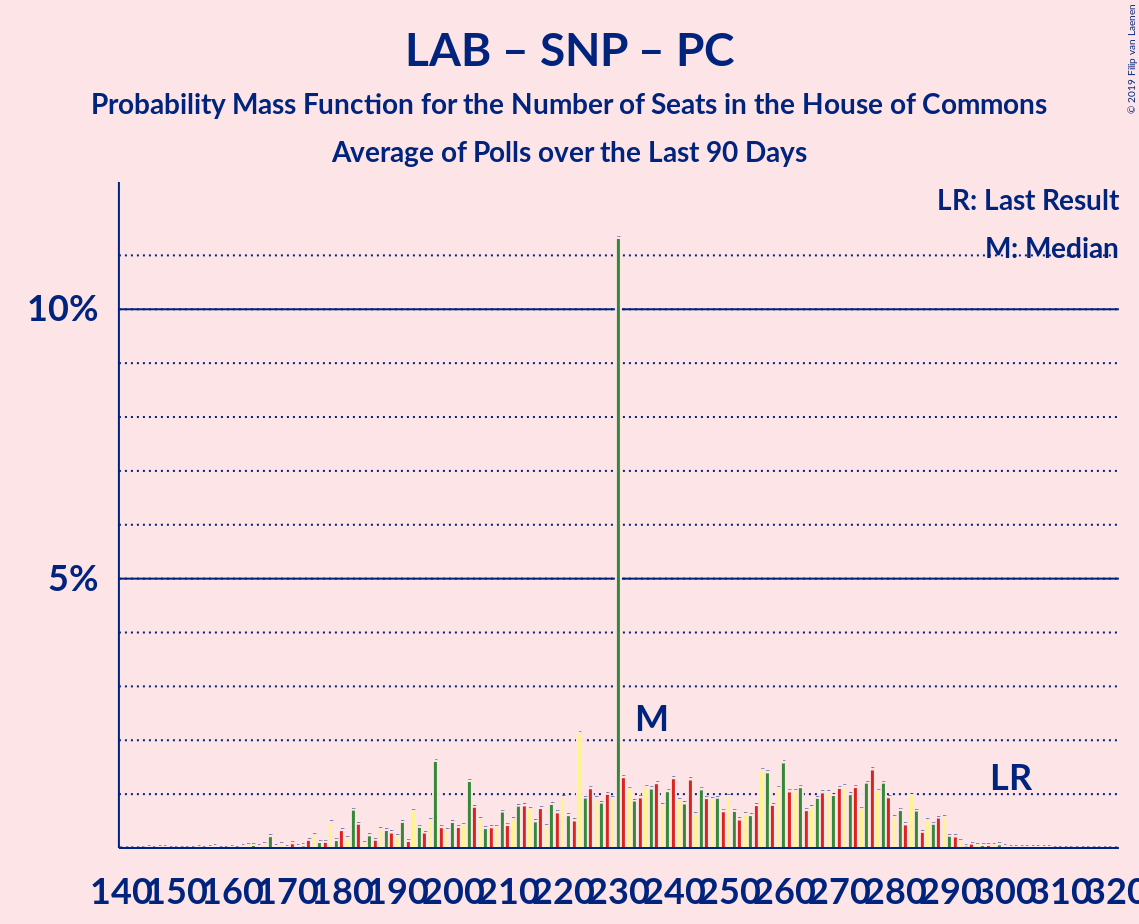 LAB – SNP – PC
Probability Mass Function for the Number of Seats in the House of Commons
Average of Polls over the Last 90 Days
© 2019 Filip van Laenen
LR: Last Result
M: Median
10%
5%
M
LR
140 150 160 170 180 190 200 210 220 230 240 250 260 270 280 290 300 310 320